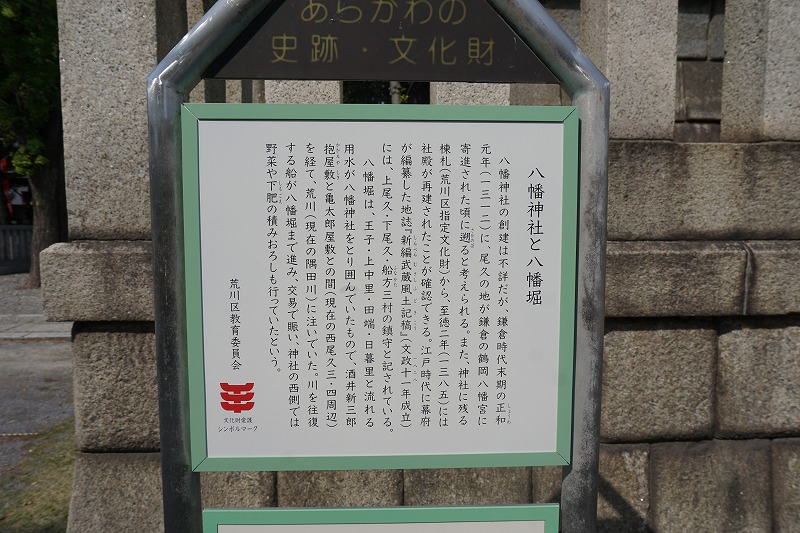 あらかわの
史跡・文化財
八幡神社と八幡堀
八幡神社の創建は不詳だが、鎌倉時代末期の正和
元年(一三一二)に、尾久の地が鎌倉の鶴岡八幡宮に
寄進された頃に遡ると考えられる。また、神社に残る
棟札(荒川区指定文化財)から、至徳二年(一三八五)には
社殿が再建されたことが確認できる。江戸時代に幕府
が編纂した地誌『新編武蔵風土記稿』(文政十一年成立)
には、上尾久・下尾久・船方三村の鎮守と記されている。
八幡堀は、王子・上中里・田端・日暮里と流れる
用水が八幡神社をとり囲んでいたもので、酒井新三郎
抱屋敷と亀太郎屋敷との間(現在の西尾久三・四周辺)
を経て、荒川(現在の隅田川)に注いでいた。川を往復
する船が八幡堀まで進み、交易で賑い、神社の西側では
野菜や下肥の積みおろしも行っていたという。
荒川区教育委員会
文化財愛護
シンボルマーク